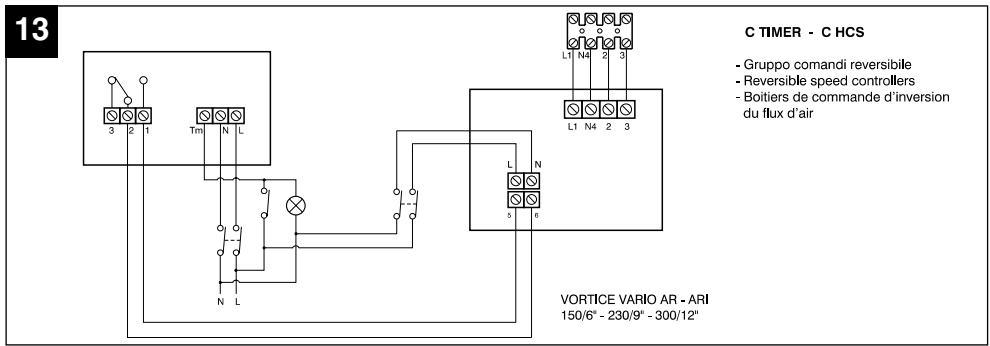 13
C TIMER - C HCS
- Gruppo comandi reversibile
- Reversible speed controllers
- Boitiers de commande d'inversion
du flux d'air
L1 N4 2 3
L1 N4 2 3
3 2 1
Tm N L
L N
5 6
N L
VORTICE VARIO AR - ARI
150/6" - 230/9" - 300/12"